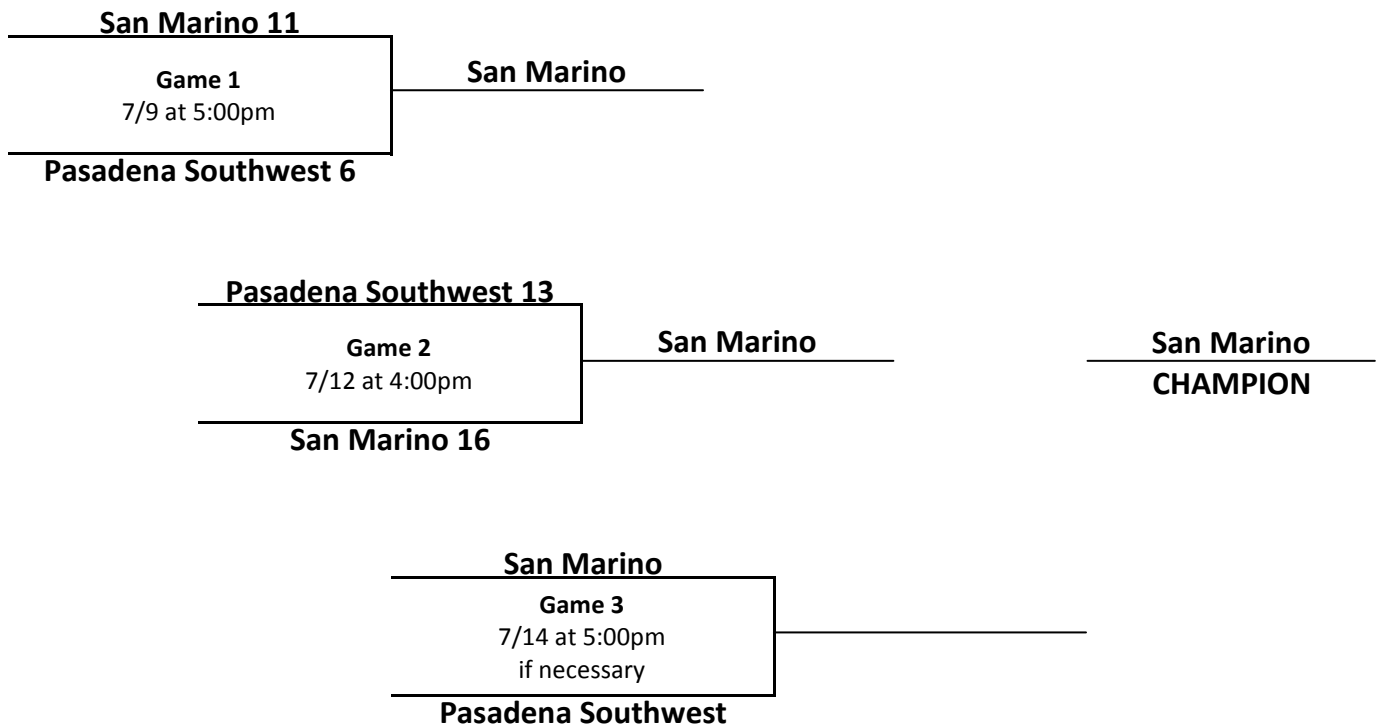 San Marino 11
Game 1
7/9 at 5:00pm
San Marino
Pasadena Southwest 6
Pasadena Southwest 13
Game 2
7/12 at 4:00pm
San Marino
San Marino 16
San Marino
CHAMPION
San Marino
Game 3
7/14 at 5:00pm
if necessary
Pasadena Southwest